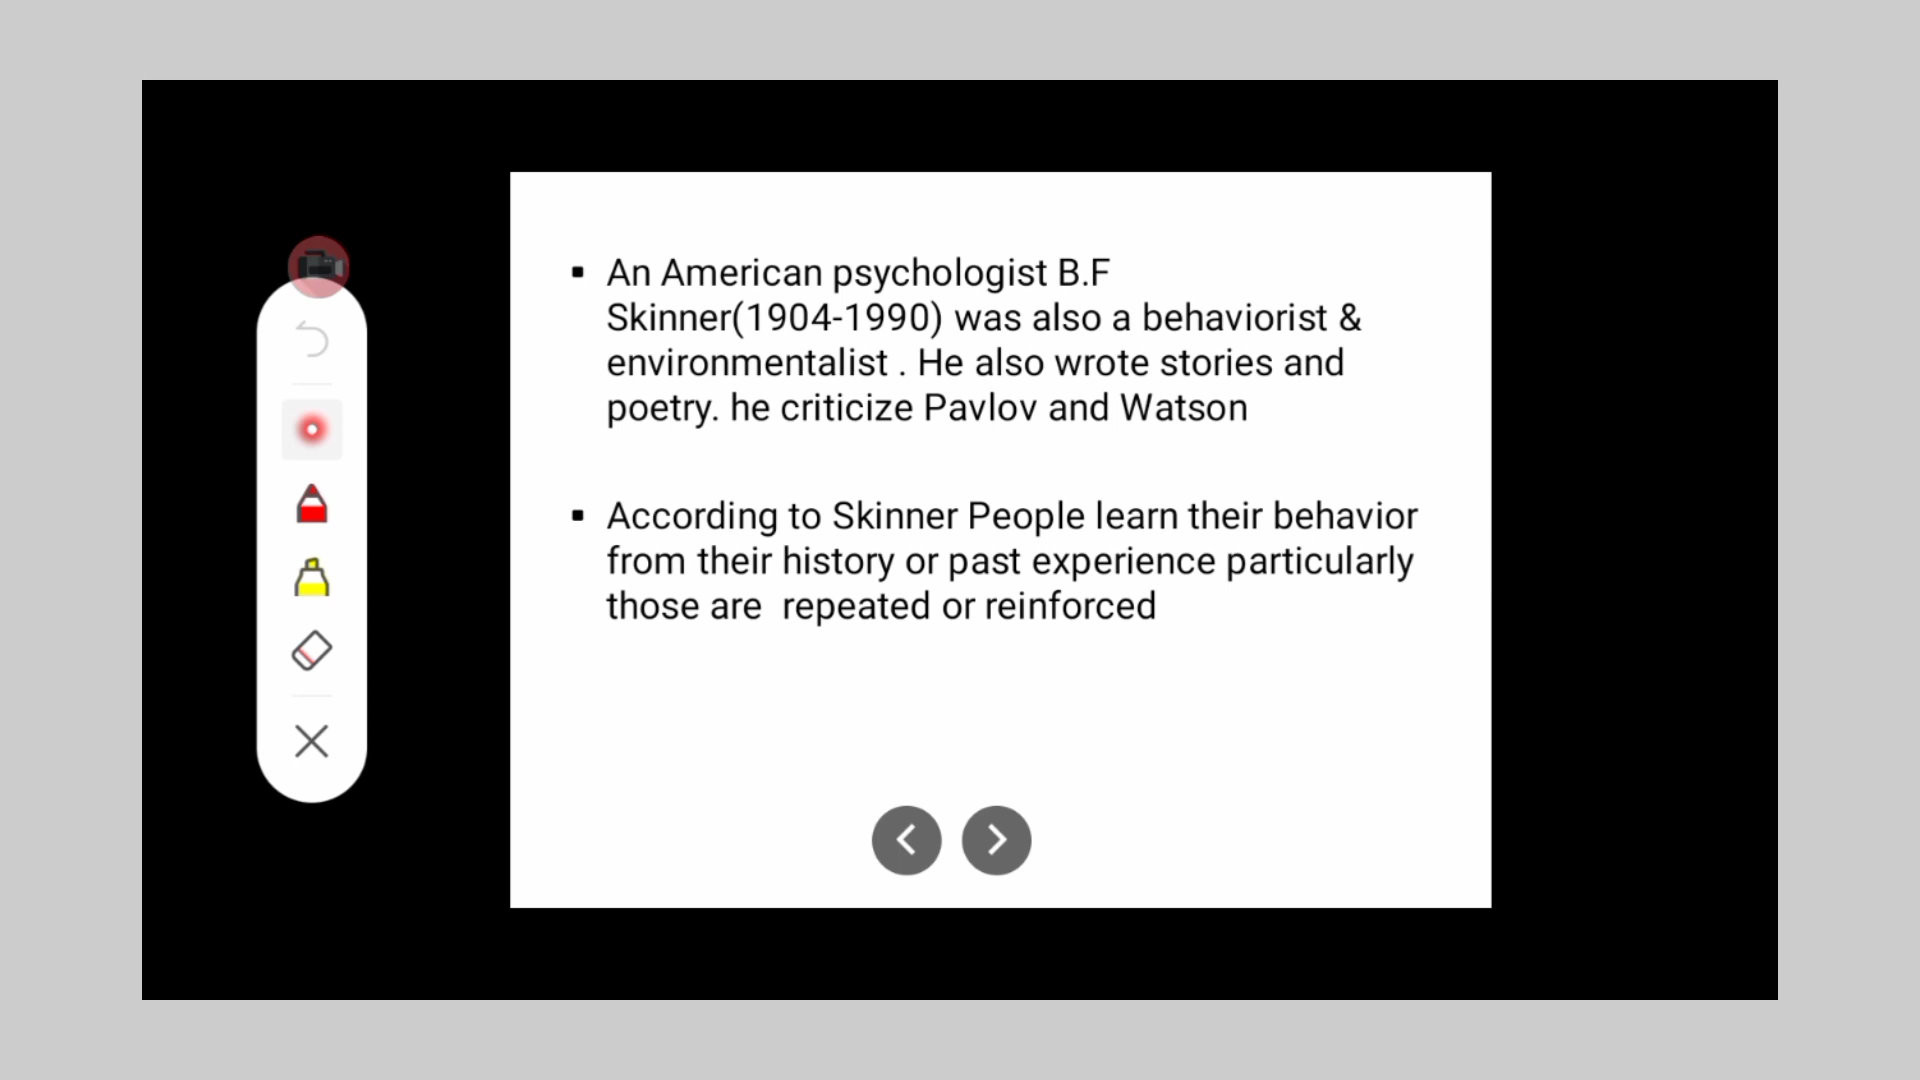 ▪ An American psychologist B.F
Skinner(1904-1990) was also a behaviorist &
environmentalist . He also wrote stories and
poetry. he criticize Pavlov and Watson
▪ According to Skinner People learn their behavior
from their history or past experience particularly
those are  repeated or reinforced